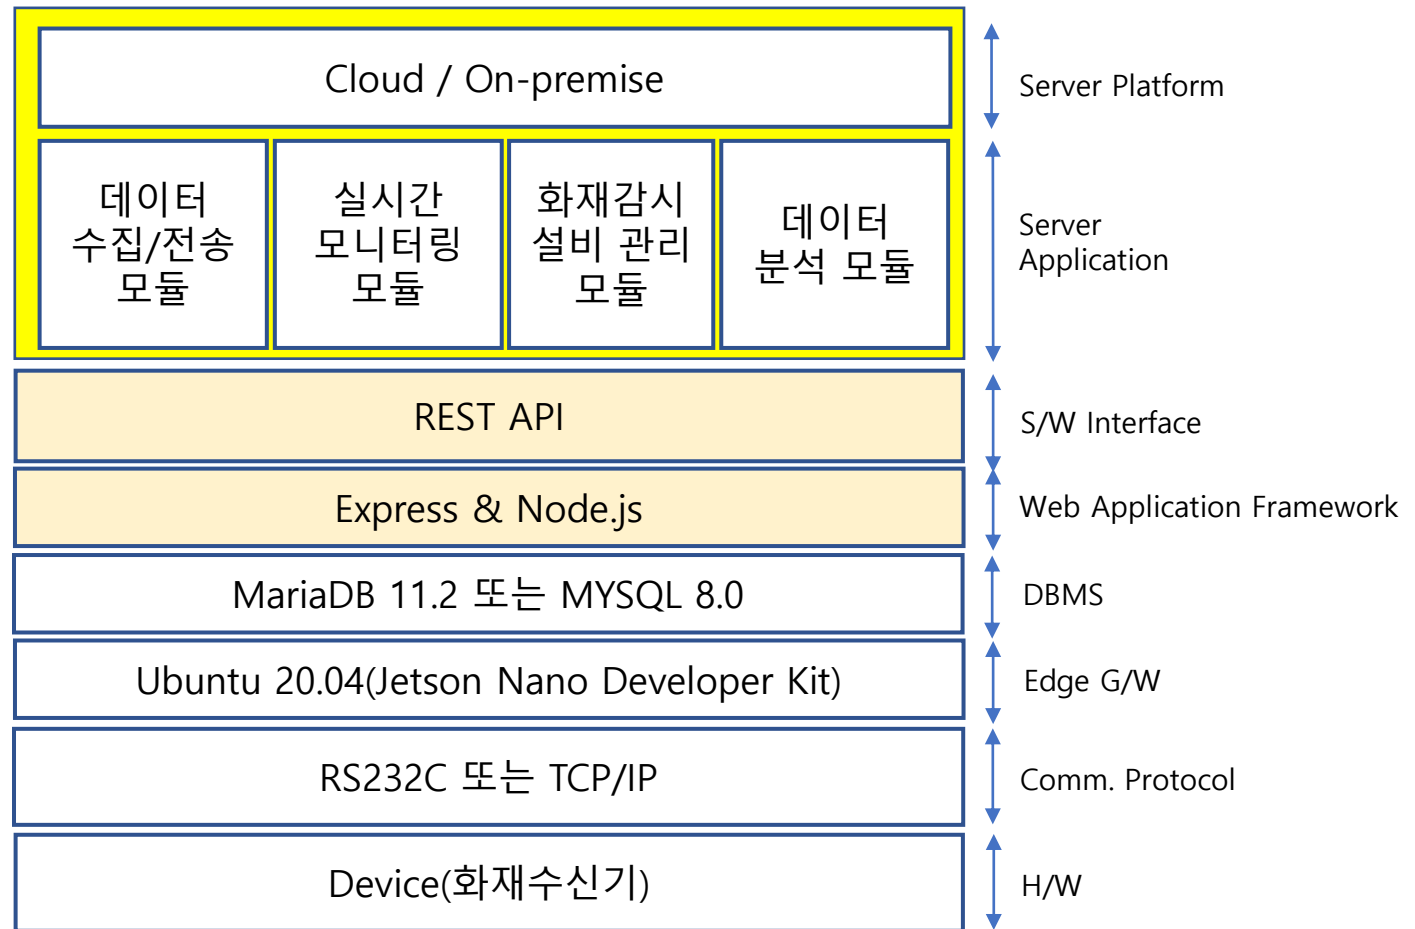 Cloud / On-premise
Server Platform
데이터
수집/전송
모듈
실시간
모니터링
모듈
화재감시
설비 관리
모듈
데이터
분석 모듈
Server
Application
REST API
S/W Interface
Express & Node.js
Web Application Framework
MariaDB 11.2 또는 MYSQL 8.0
DBMS
Ubuntu 20.04(Jetson Nano Developer Kit)
Edge G/W
RS232C 또는 TCP/IP
Comm. Protocol
Device(화재수신기)
H/W